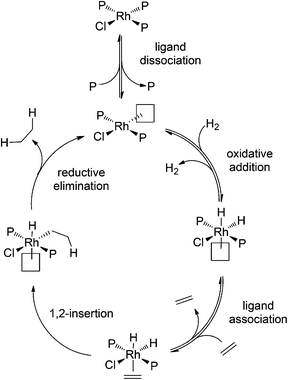 P P
Rh
Cl P
ligand
dissociation
P P
P
Rh
Cl P
H
H
H2
H2
oxidative
addition
reductive
elimination
H
P H
Rh
Cl P
H
P
Rh
Cl P H
1,2-insertion
ligand
association
H
P H
Rh
Cl P